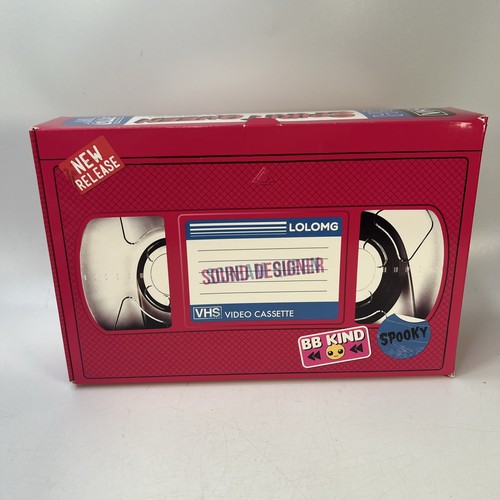 NEW
RELEASE
LOLOMG
SOUND DESIGNER
VHS VIDEO CASSETTE
BB KIND
SPOOKY